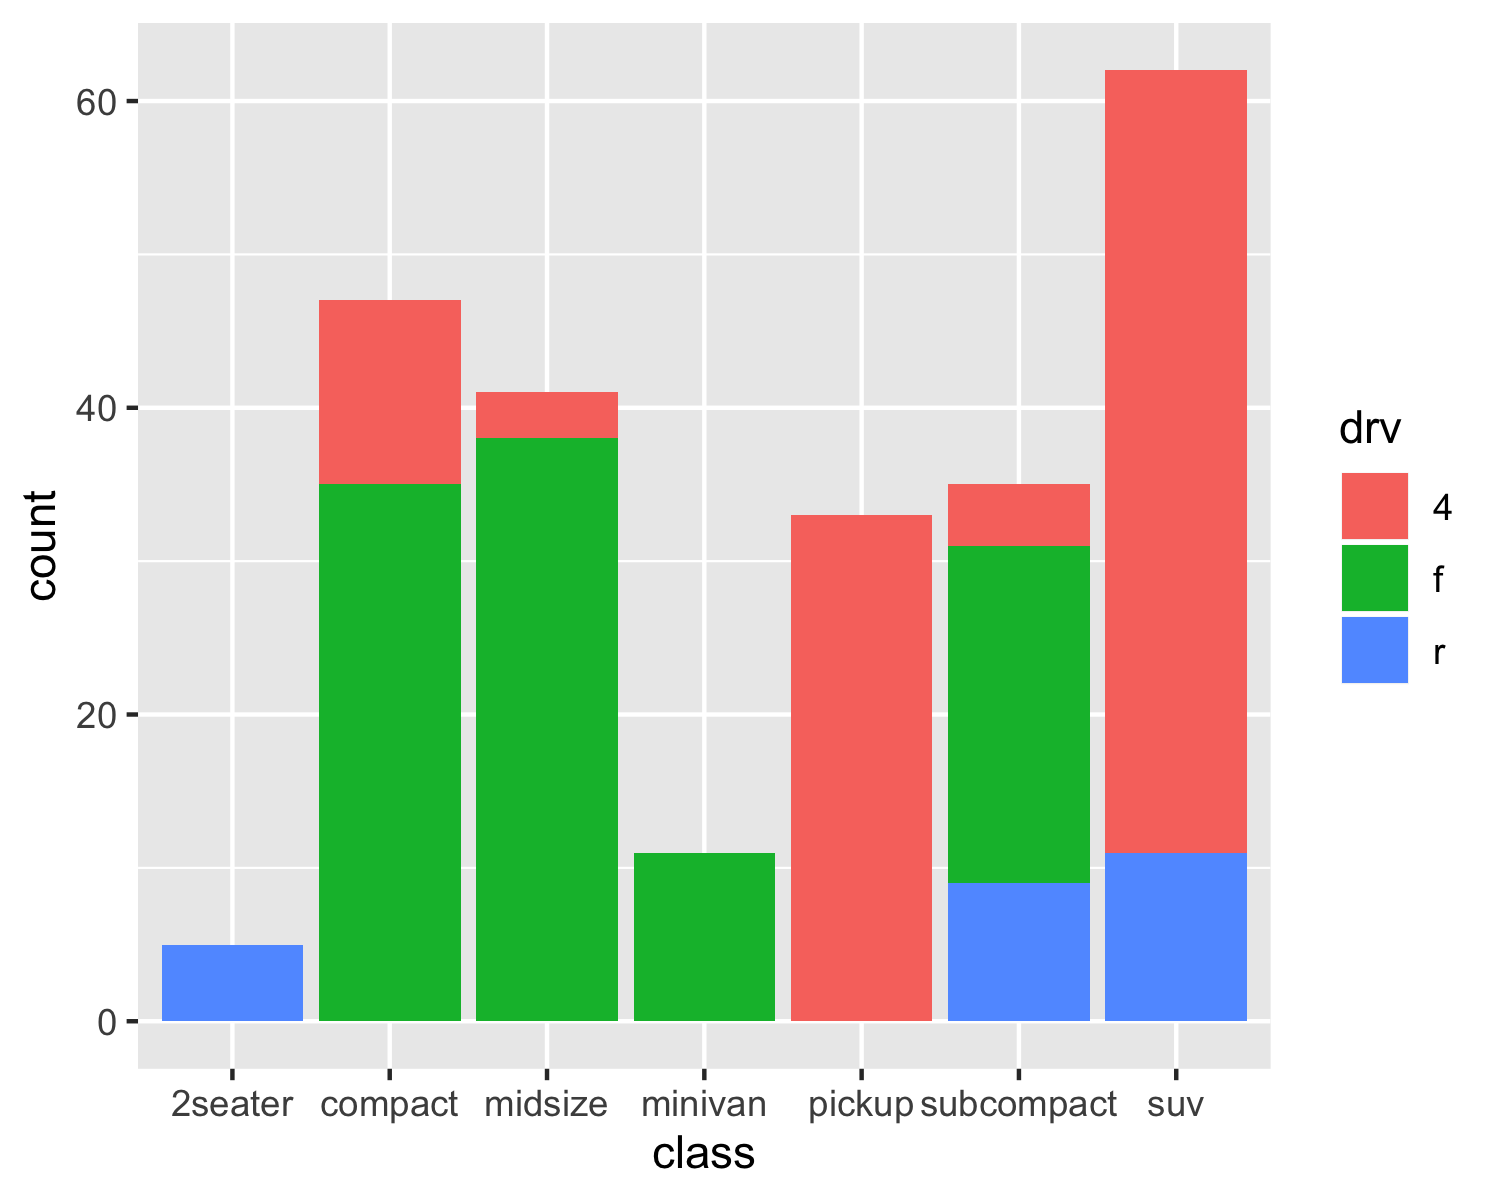 60
40
20
0
count
2seater compact midsize minivan pickup subcompact suv
class
drv
4
f
r